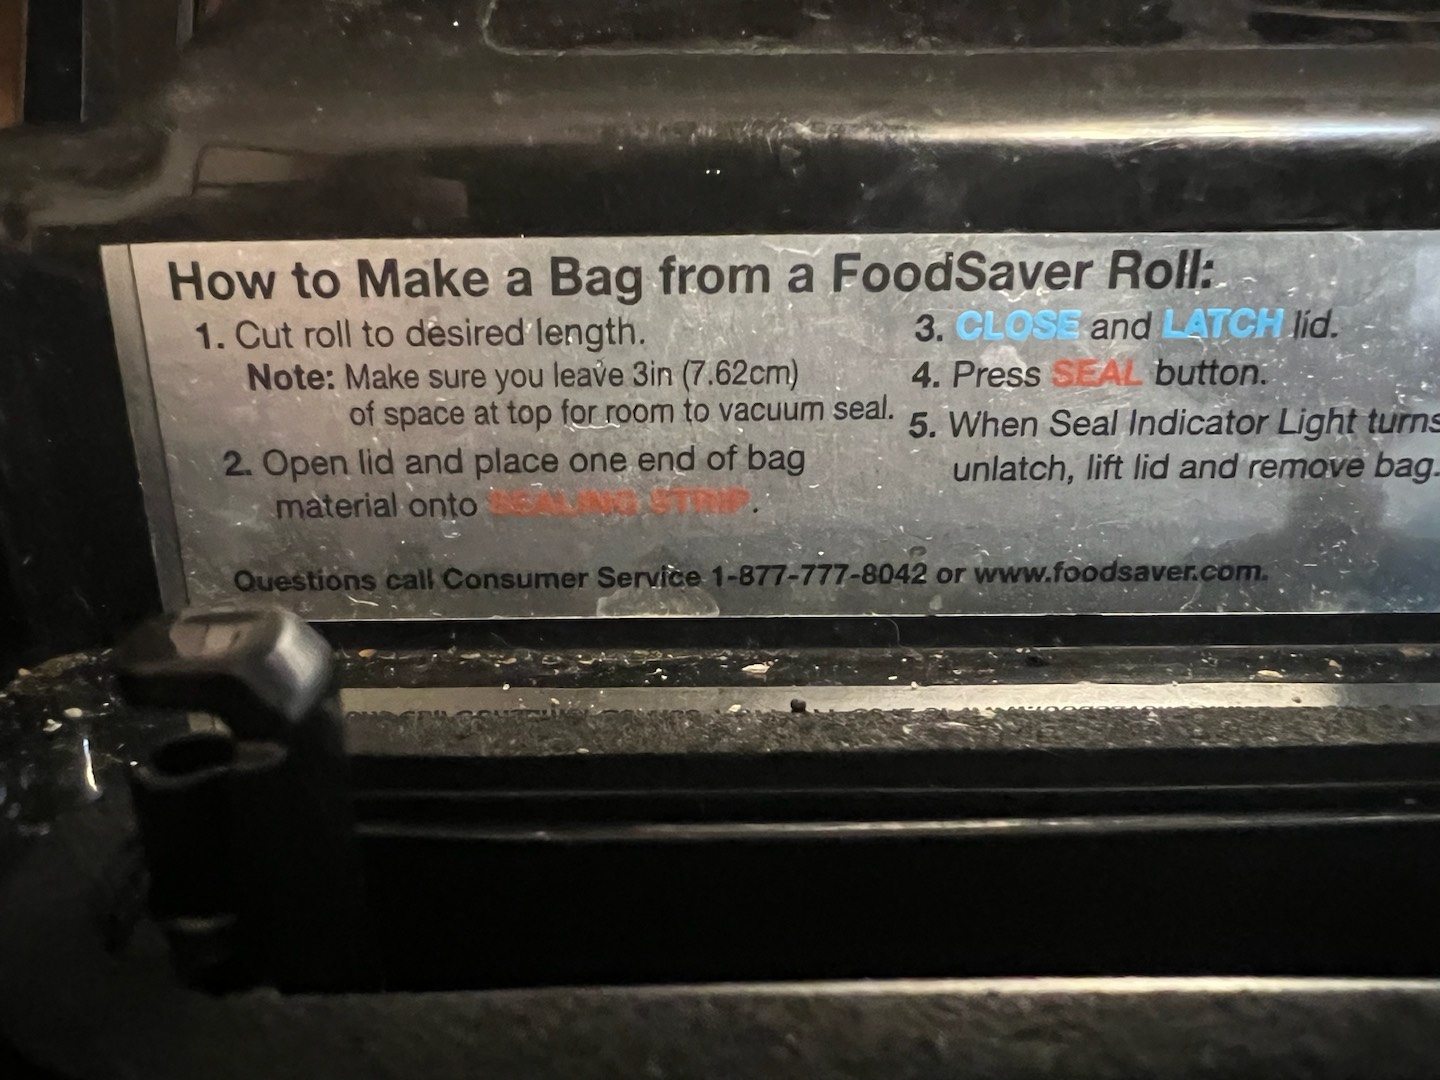 How to Make a Bag from a FoodSaver Roll:
1. Cut roll to desired length.
Note: Make sure you leave 3in (7.62cm)
of space at top for room to vacuum seal.
2. Open lid and place one end of bag
material onto SEALING STRIP.
3. CLOSE and LATCH lid.
4. Press SEAL button.
5. When Seal Indicator Light turns
unlatch, lift lid and remove bag.
Questions call Consumer Service 1-877-777-8042 or www.foodsaver.com.